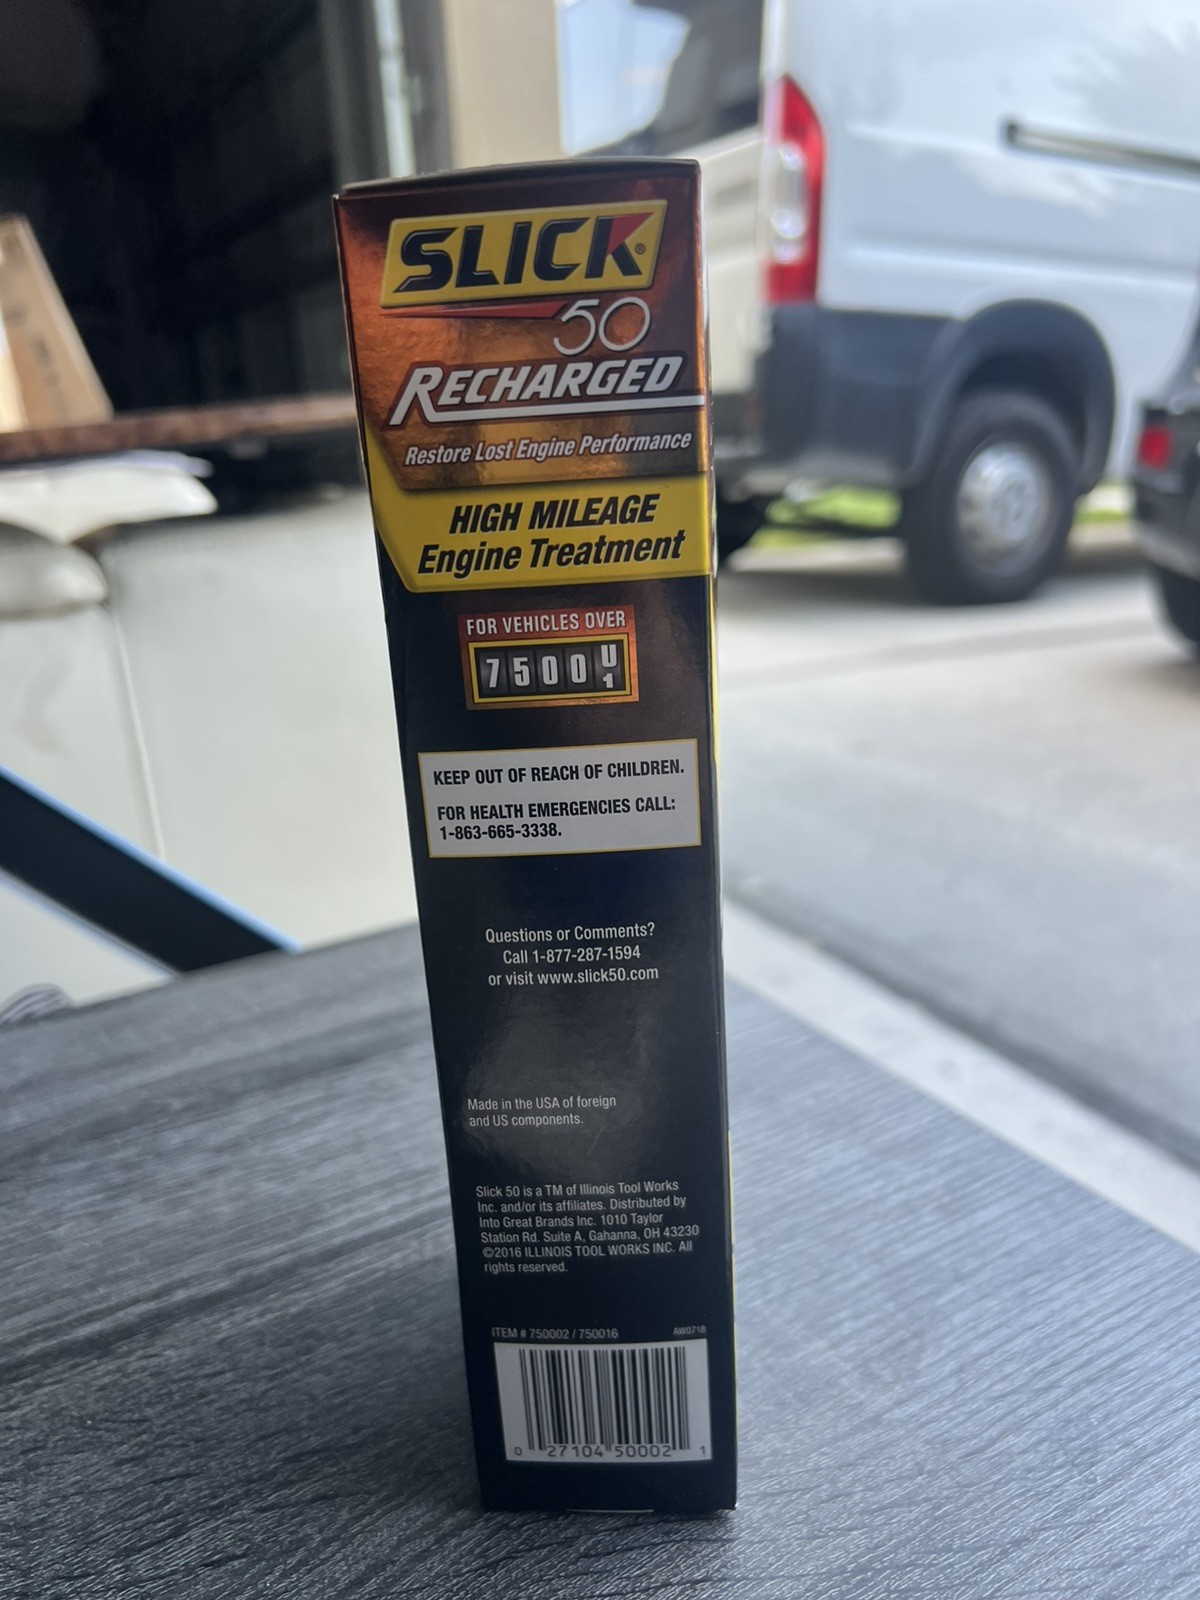 SLICK®
50
RECHARGED
Restore Lost Engine Performance
HIGH MILEAGE
Engine Treatment
FOR VEHICLES OVER
7500 0 1
KEEP OUT OF REACH OF CHILDREN.
FOR HEALTH EMERGENCIES CALL:
1-863-665-3338.
Questions or Comments?
Call 1-877-287-1594
or visit www.slick50.com
Made in the USA of foreign
and US components.
Slick 50 is a TM of Illinois Tool Works
Inc. and/or its affiliates. Distributed by
Into Great Brands Inc. 1010 Taylor
Station Rd. Suite A, Gahanna, OH 43230
©2016 ILLINOIS TOOL WORKS INC. All
rights reserved.
ITEM # 750002 / 750016 AW0718
0 27104 50002 1